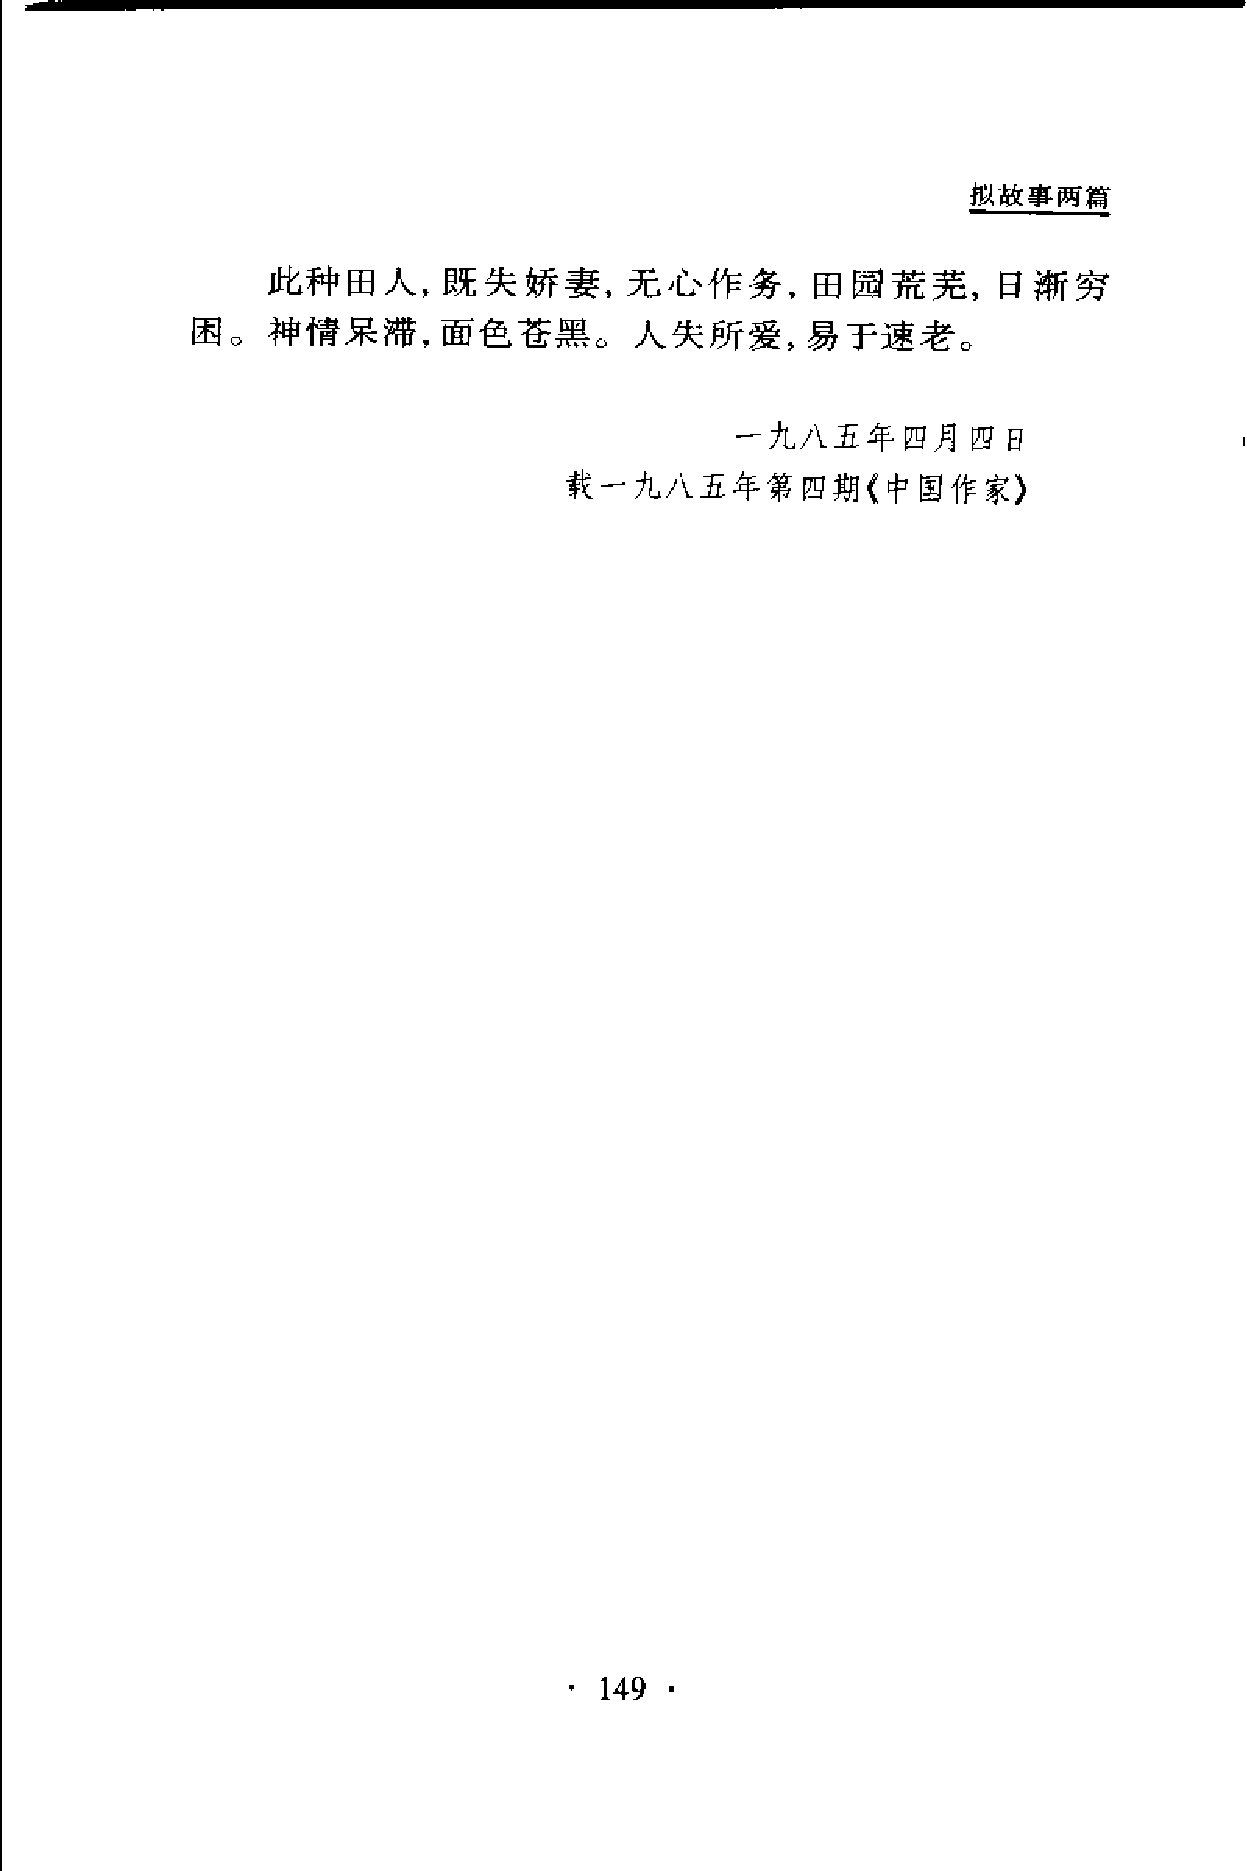 拟故事两篇
此种田人,既失娇妻,无心作务,田园荒芜,日渐穷
困。神情呆滞,面色苍黑。人失所爱,易于速老。
一九八五年四月四日
载一九八五年第四期《中国作家》
· 149 ·